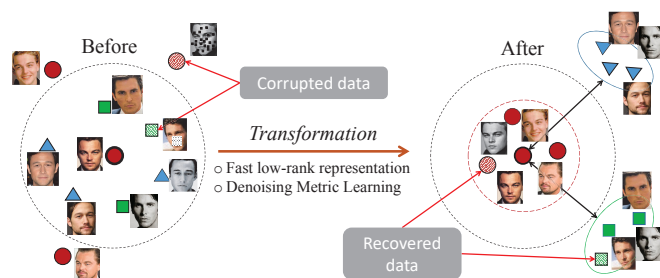 Before
After
Corrupted data
Transformation
○ Fast low-rank representation
○ Denoising Metric Learning
Recovered
data